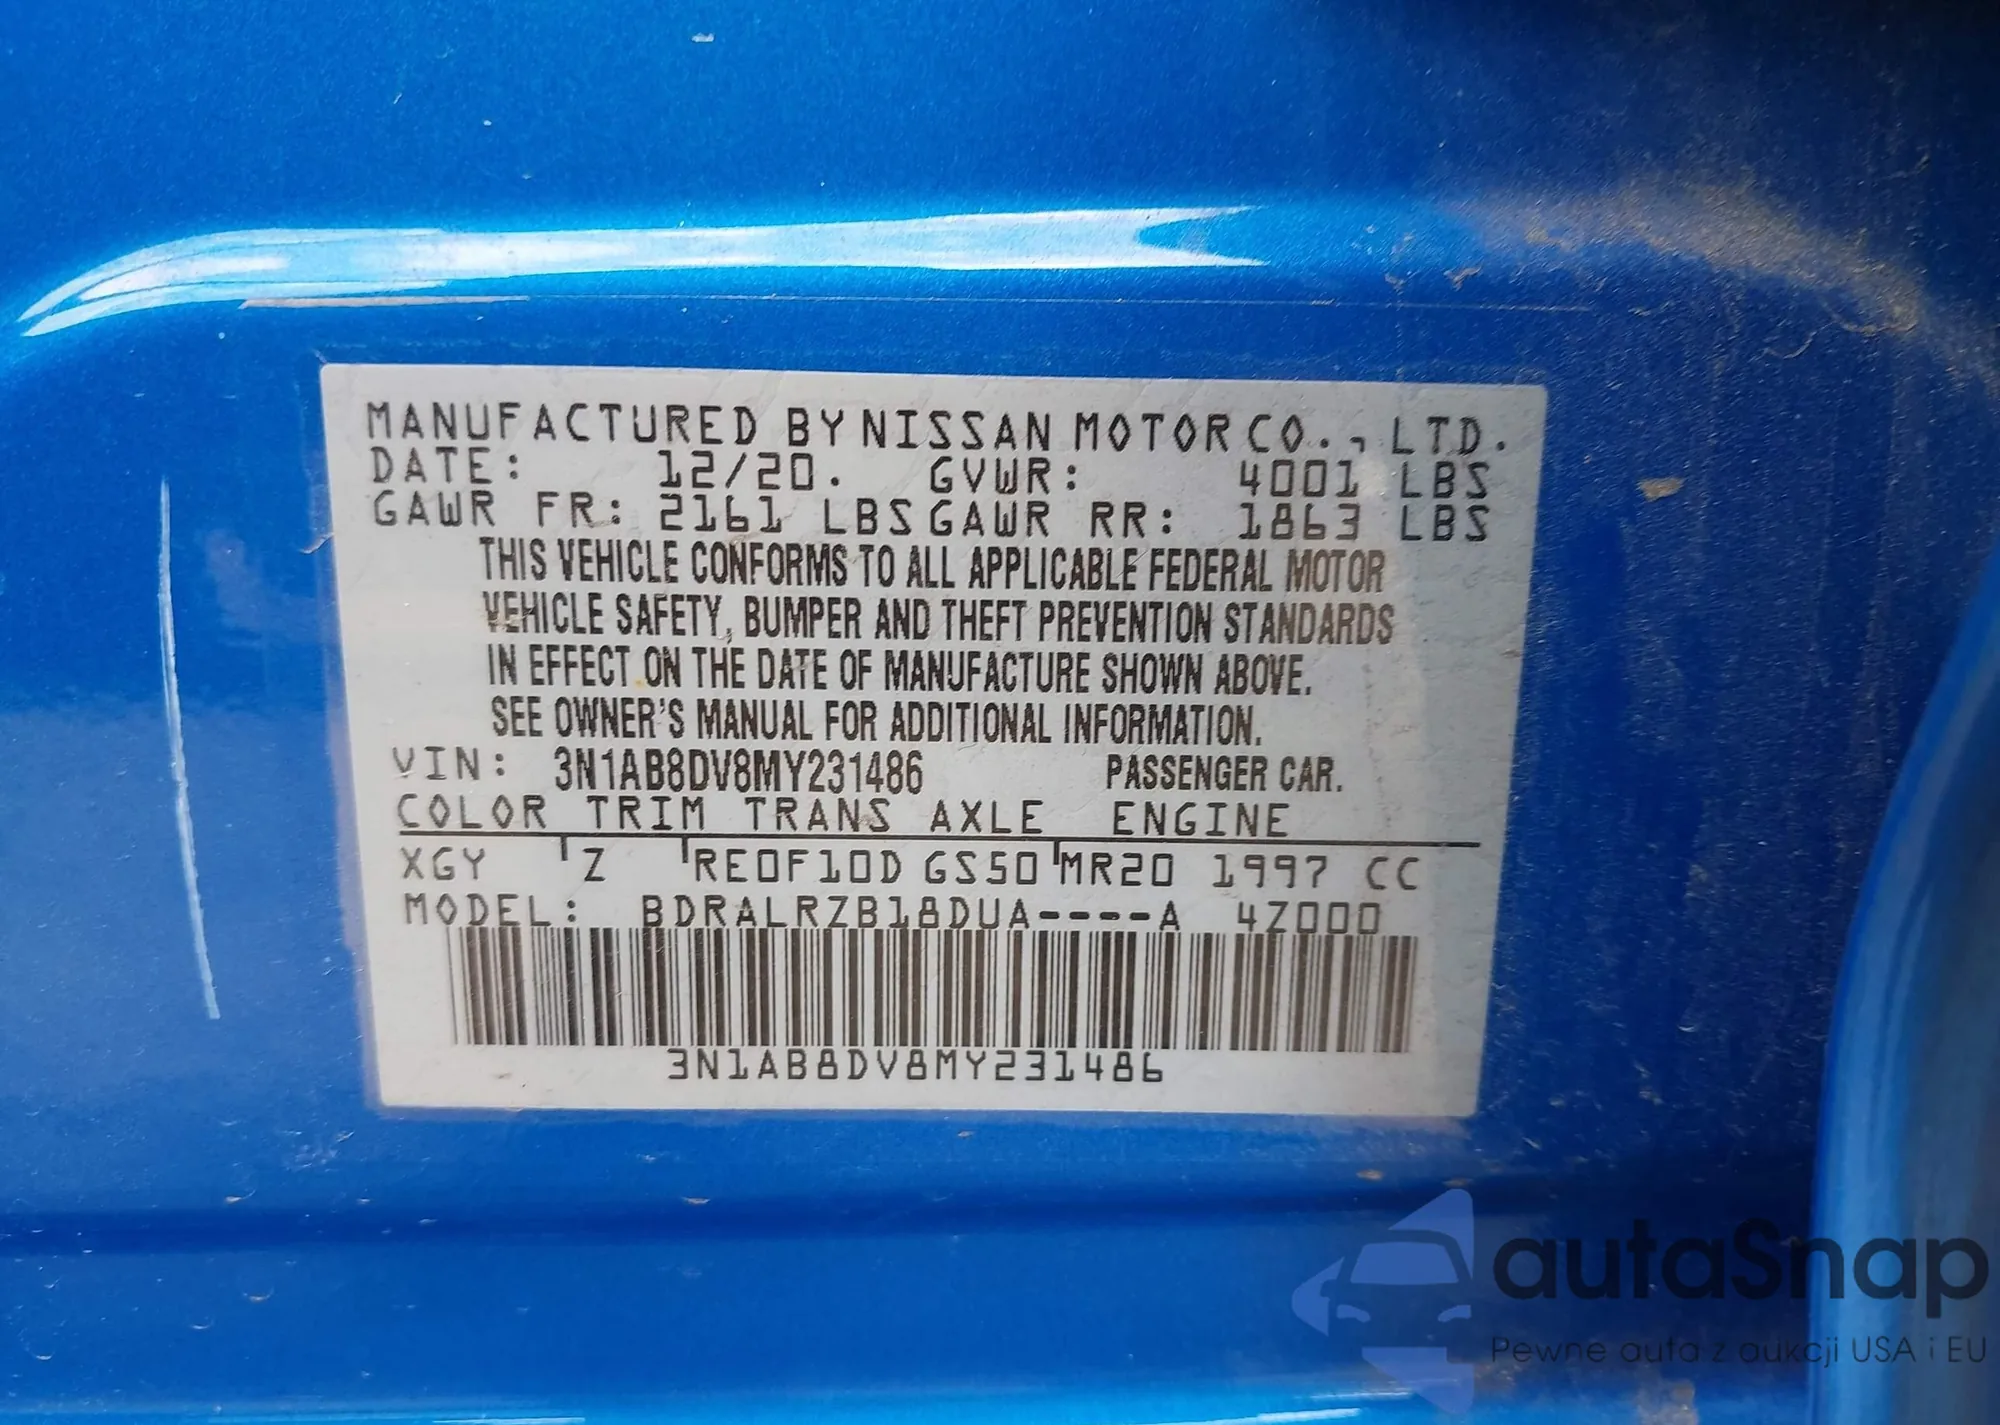 MANUFACTURED BY NISSAN MOTOR CO., LTD.
DATE: 12/20. GVWR: 4001 LBS
GAWR FR: 2161 LBS GAWR RR: 1863 LBS
THIS VEHICLE CONFORMS TO ALL APPLICABLE FEDERAL MOTOR
VEHICLE SAFETY, BUMPER AND THEFT PREVENTION STANDARDS
IN EFFECT ON THE DATE OF MANUFACTURE SHOWN ABOVE.
SEE OWNER'S MANUAL FOR ADDITIONAL INFORMATION.
VIN: 3N1AB8DV8MY231486 PASSENGER CAR.
COLOR TRIM TRANS AXLE ENGINE
XGY Z RE0F10D GS50 MR20 1997 CC
MODEL: BDRALRZB18DUA----A 4Z000
3N1AB8DV8MY231486
autaSnap
Pewne auta z aukcji USA i EU